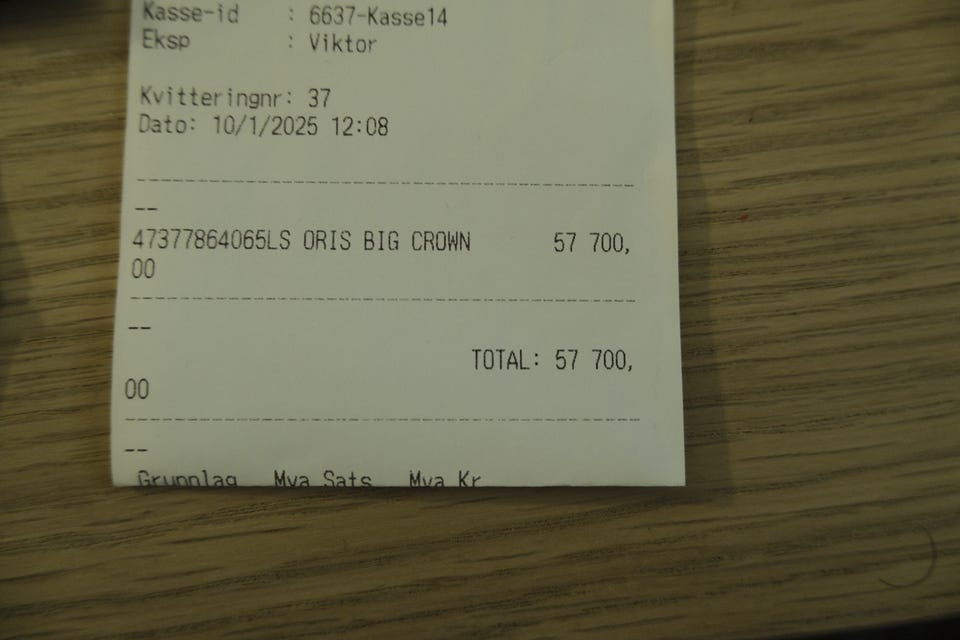 Kasse-id : 6637-Kasse14
Eksp : Viktor
Kvitteringnr: 37
Dato: 10/1/2025 12:08
--
47377864065LS ORIS BIG CROWN 57 700,
00
--
TOTAL: 57 700,
00
--
Grunnlag Mva Sats Mva Kr